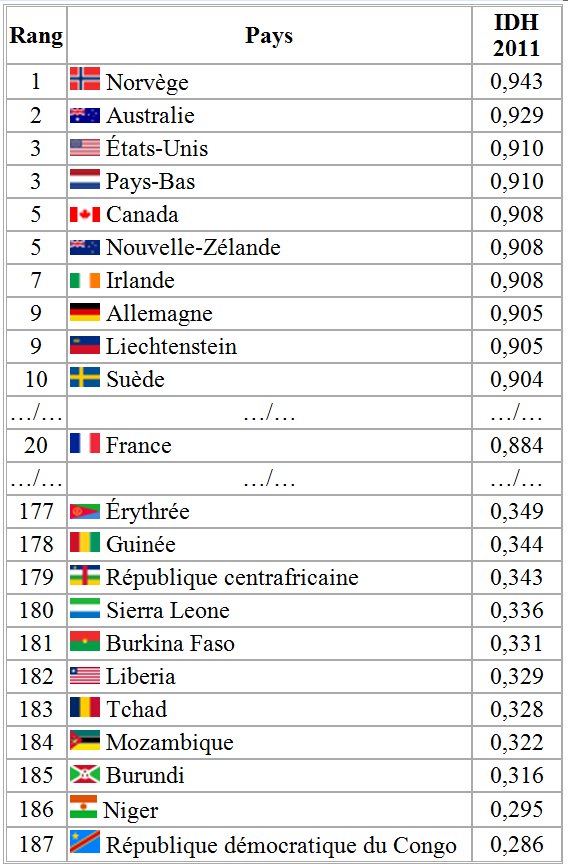 Rang Pays IDH 2011
1 Norvège 0,943
2 Australie 0,929
3 États-Unis 0,910
3 Pays-Bas 0,910
5 Canada 0,908
5 Nouvelle-Zélande 0,908
7 Irlande 0,908
9 Allemagne 0,905
9 Liechtenstein 0,905
10 Suède 0,904
…/… …/… …/…
20 France 0,884
…/… …/… …/…
177 Érythrée 0,349
178 Guinée 0,344
179 République centrafricaine 0,343
180 Sierra Leone 0,336
181 Burkina Faso 0,331
182 Liberia 0,329
183 Tchad 0,328
184 Mozambique 0,322
185 Burundi 0,316
186 Niger 0,295
187 République démocratique du Congo 0,286